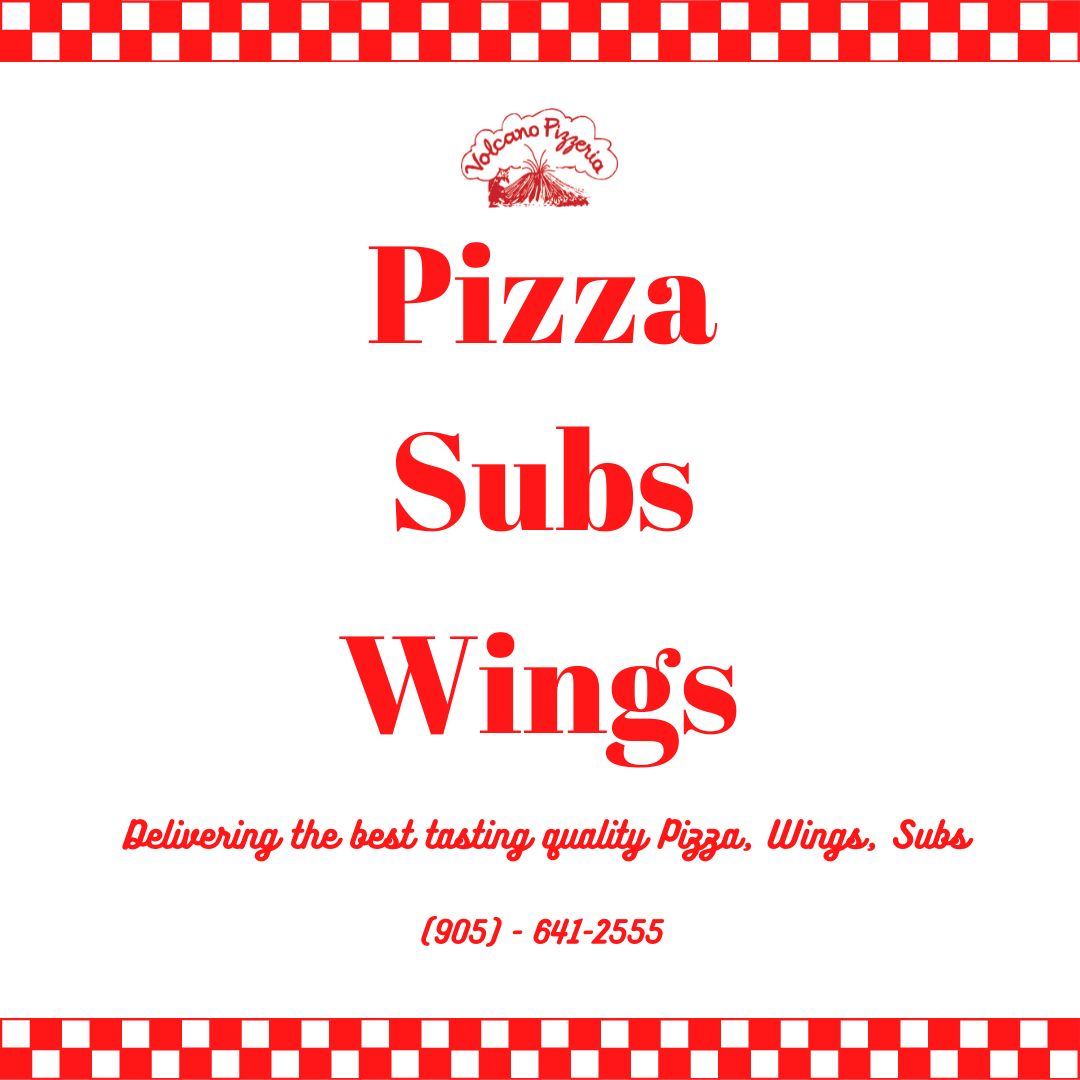 Volcano Pizzeria
Pizza
Subs
Wings
Delivering the best tasting quality Pizza, Wings, Subs
(905) - 641-2555